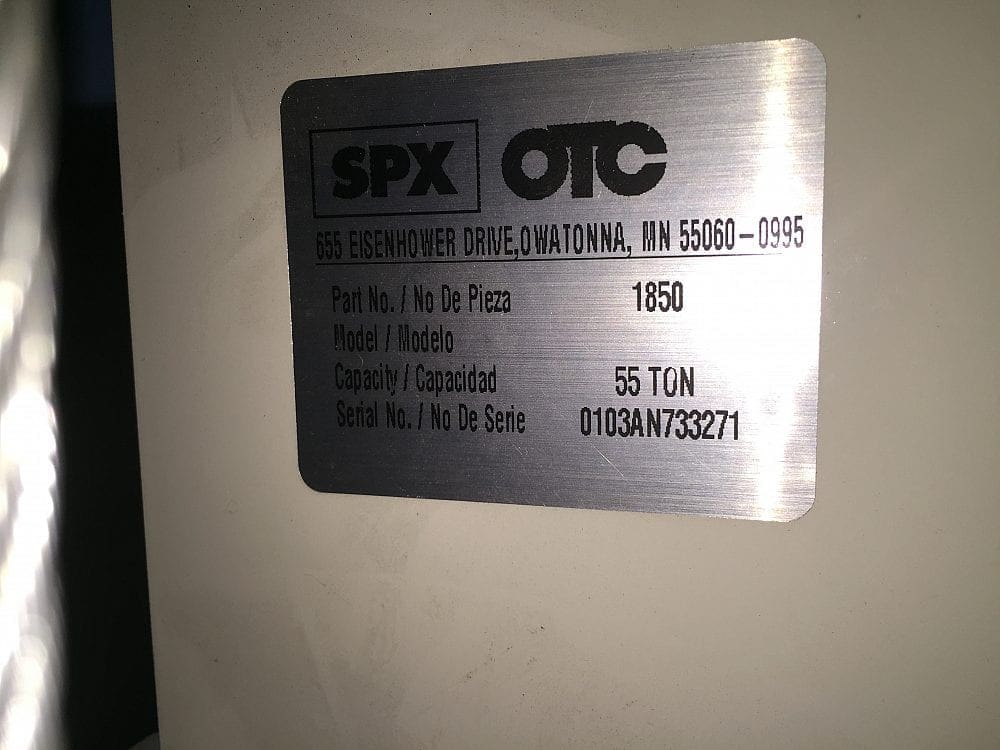 SPX OTC
655 EISENHOWER DRIVE,OWATONNA, MN 55060-0995
Part No. / No De Pieza 1850
Model / Modelo
Capacity / Capacidad 55 TON
Serial No. / No De Serie 0103AN733271